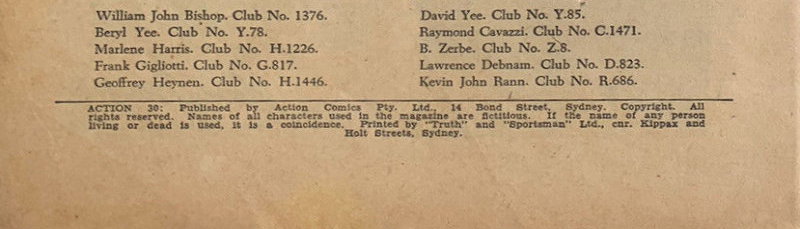 William John Bishop. Club No. 1376.
Beryl Yee. Club No. Y.78.
Marlene Harris. Club No. H.1226.
Frank Gigliotti. Club No. G.817.
Geoffrey Heynen. Club No. H.1446.
David Yee. Club No. Y.85.
Raymond Cavazzi. Club No. C.1471.
B. Zerbe. Club No. Z.8.
Lawrence Debnam. Club No. D.823.
Kevin John Rann. Club No. R.686.
ACTION 30: Published by Action Comics Pty. Ltd., 14 Bond Street, Sydney. Copyright. All
rights reserved. Names of all characters used in the magazine are fictitious. If the name of any person
living or dead is used, it is a coincidence. Printed by "Truth" and "Sportsman" Ltd., cnr. Kippax and
Holt Streets, Sydney.